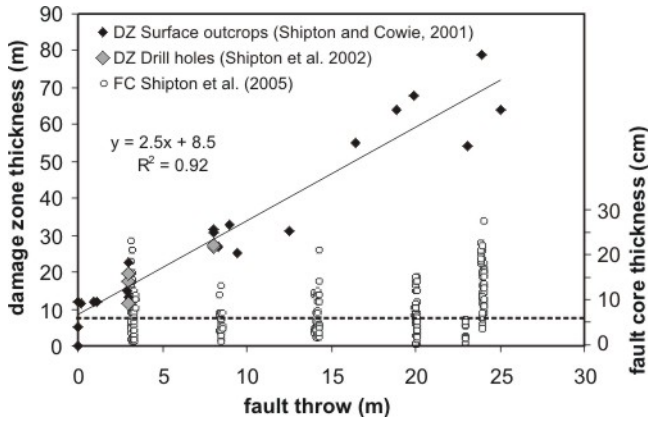 90
80
70
60
50
40
30
20
10
0
damage zone thickness (m)
DZ Surface outcrops (Shipton and Cowie, 2001)
DZ Drill holes (Shipton et al. 2002)
FC Shipton et al. (2005)
y = 2.5x + 8.5
R² = 0.92
30
20
10
0
fault core thickness (cm)
0 5 10 15 20 25 30
fault throw (m)